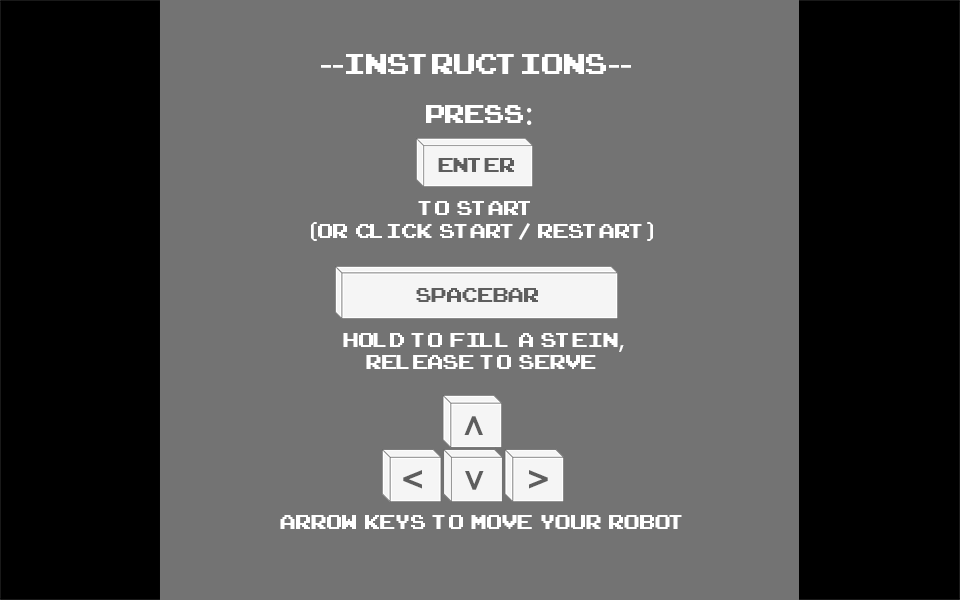 --INSTRUCTIONS--
PRESS:
ENTER
TO START
(OR CLICK START / RESTART)
SPACEBAR
HOLD TO FILL A STEIN,
RELEASE TO SERVE
^
< v >
ARROW KEYS TO MOVE YOUR ROBOT